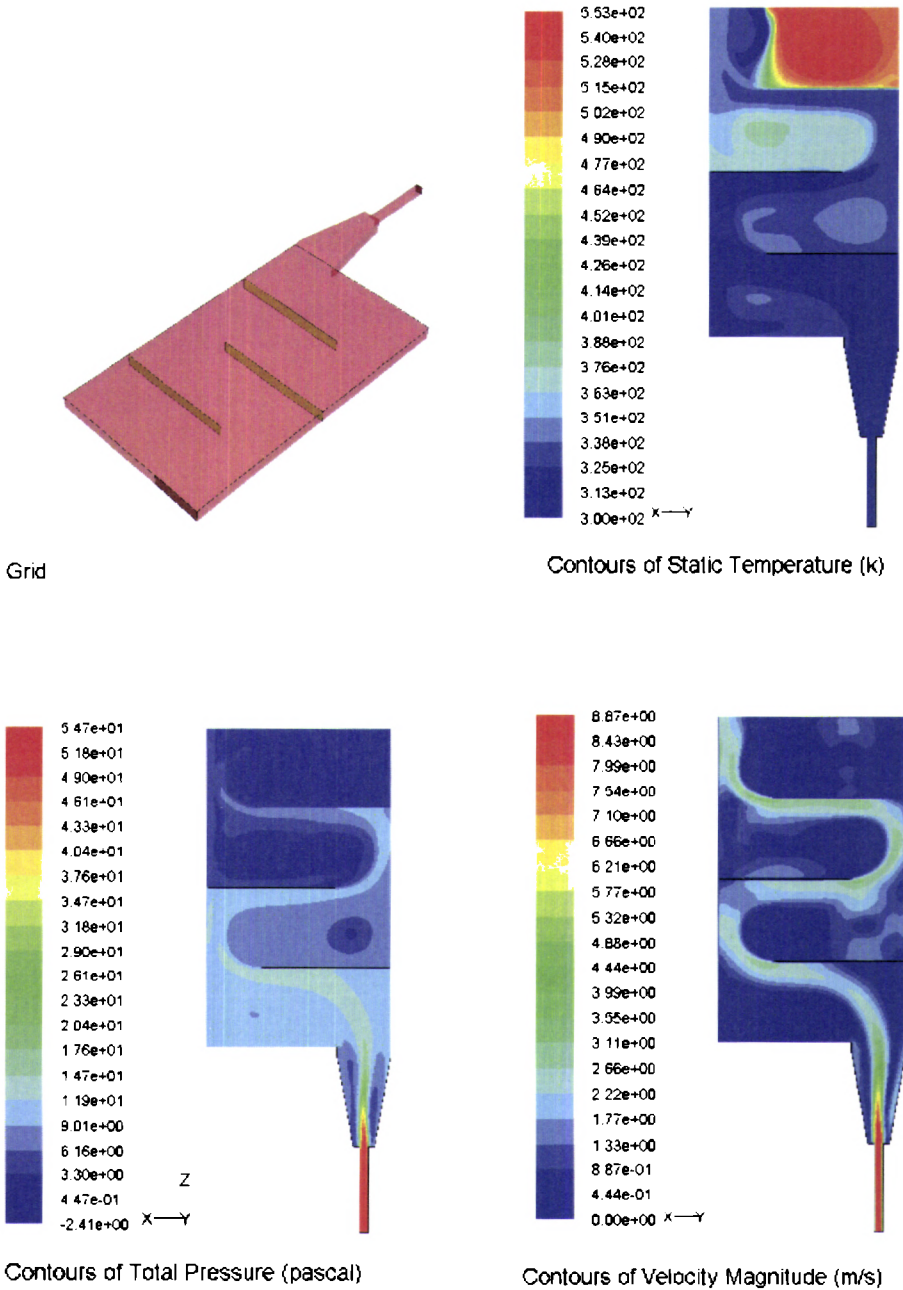 5.53e+02
5.40e+02
5.28e+02
5 15e+02
5 02e+02
4 90e+02
4 77e+02
4 64e+02
4 52e+02
4 39e+02
4 26e+02
4 14e+02
4 01e+02
3 88e+02
3 76e+02
3 63e+02
3 51e+02
3 38e+02
3 25e+02
3 13e+02
3 00e+02
X Y
Grid
Contours of Static Temperature (k)
5 47e+01
5 18e+01
4 90e+01
4 61e+01
4 33e+01
4 04e+01
3 76e+01
3 47e+01
3 18e+01
2 90e+01
2 61e+01
2 33e+01
2 04e+01
1 76e+01
1 47e+01
1 19e+01
9.01e+00
6 16e+00
3.30e+00
4 47e-01
-2.41e+00
Z
X Y
Contours of Total Pressure (pascal)
8.87e+00
8.43e+00
7.99e+00
7 54e+00
7 10e+00
6 66e+00
6 21e+00
5 77e+00
5 32e+00
4 88e+00
4 44e+00
3 99e+00
3 55e+00
3 11e+00
2 66e+00
2 22e+00
1 77e+00
1 33e+00
8 87e-01
4 44e-01
0.00e+00
X Y
Contours of Velocity Magnitude (m/s)